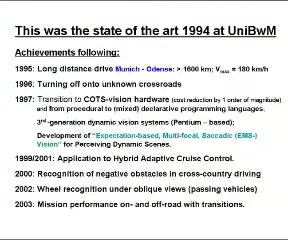 This was the state of the art 1994 at UniBwM
Achievements following:
1995: Long distance drive Munich - Odense: > 1600 km; Vmax = 180 km/h
1996: Turning off onto unknown crossroads
1997: Transition to COTS-vision hardware (cost reduction by 1 order of magnitude)
and from procedural to (mixed) declarative programming languages.
3rd -generation dynamic vision systems (Pentium – based);
Development of "Expectation-based, Multi-focal, Saccadic (EMS-)
Vision" for Perceiving Dynamic Scenes.
1999/2001: Application to Hybrid Adaptive Cruise Control.
2000: Recognition of negative obstacles in cross-country driving
2002: Wheel recognition under oblique views (passing vehicles)
2003: Mission performance on- and off-road with transitions.